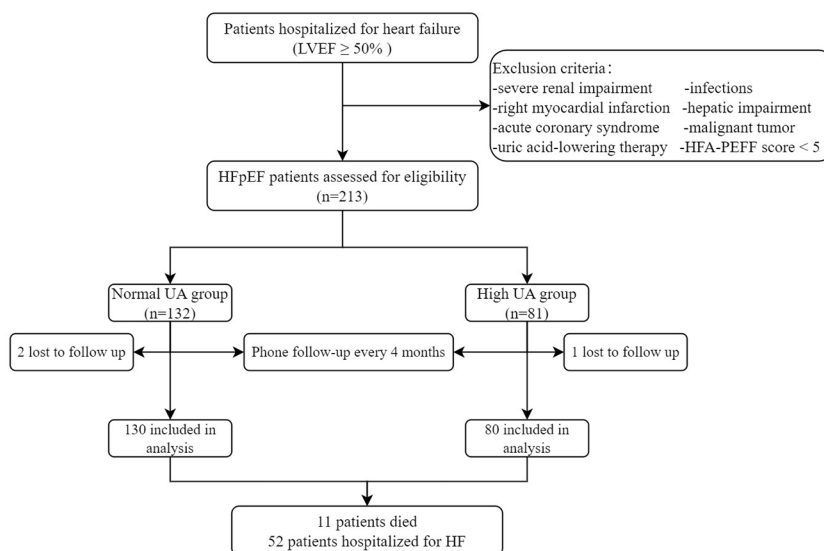 Patients hospitalized for heart failure
(LVEF ≥ 50% )
Exclusion criteria：
-severe renal impairment -infections
-right myocardial infarction -hepatic impairment
-acute coronary syndrome -malignant tumor
-uric acid-lowering therapy -HFA-PEFF score < 5
HFpEF patients assessed for eligibility
(n=213)
Normal UA group
(n=132)
High UA group
(n=81)
2 lost to follow up
Phone follow-up every 4 months
1 lost to follow up
130 included in
analysis
80 included in
analysis
11 patients died
52 patients hospitalized for HF